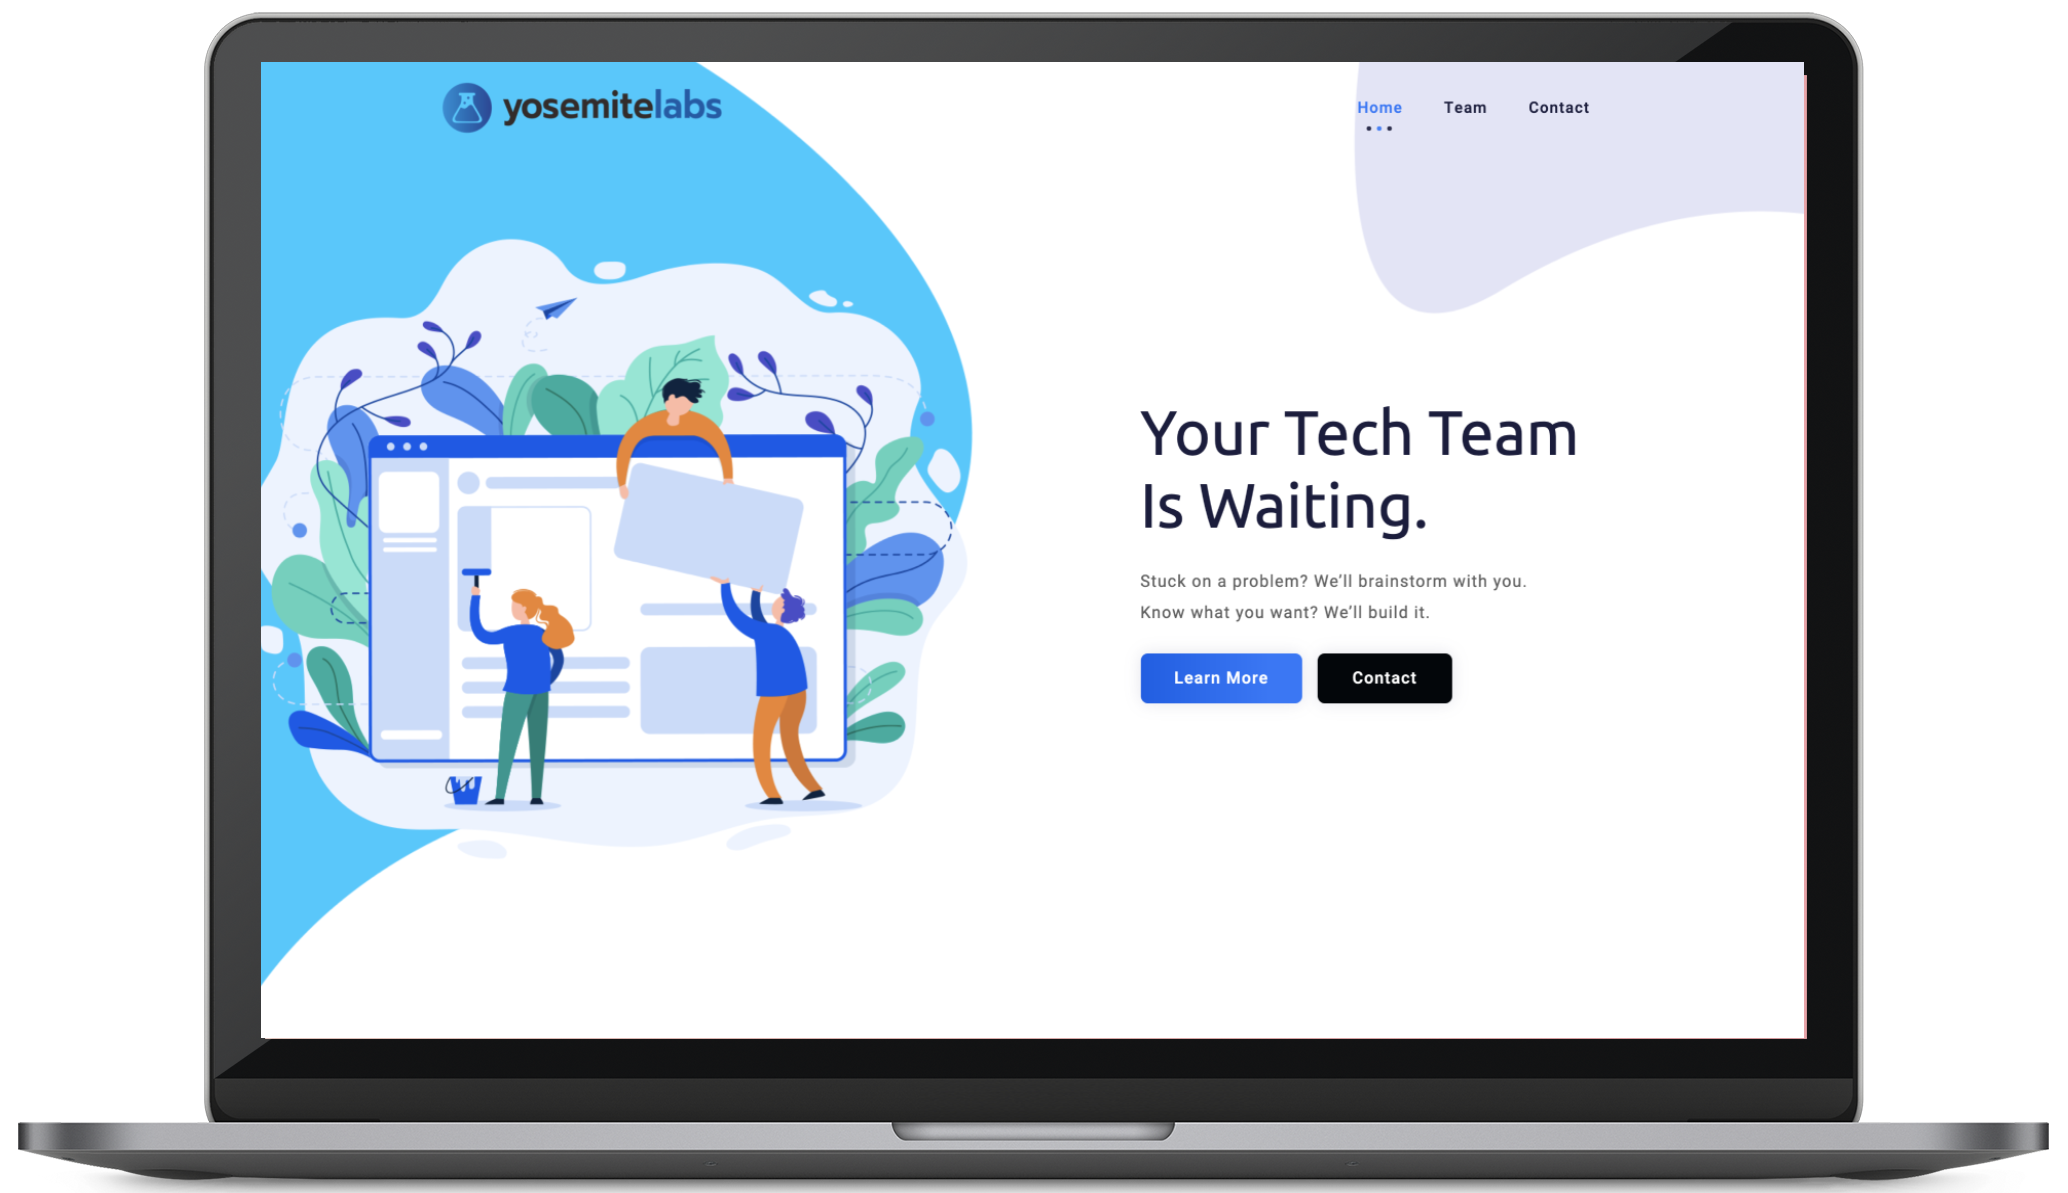 yosemitelabs
Home Team Contact
Your Tech Team
Is Waiting.
Stuck on a problem? We'll brainstorm with you.
Know what you want? We'll build it.
Learn More Contact